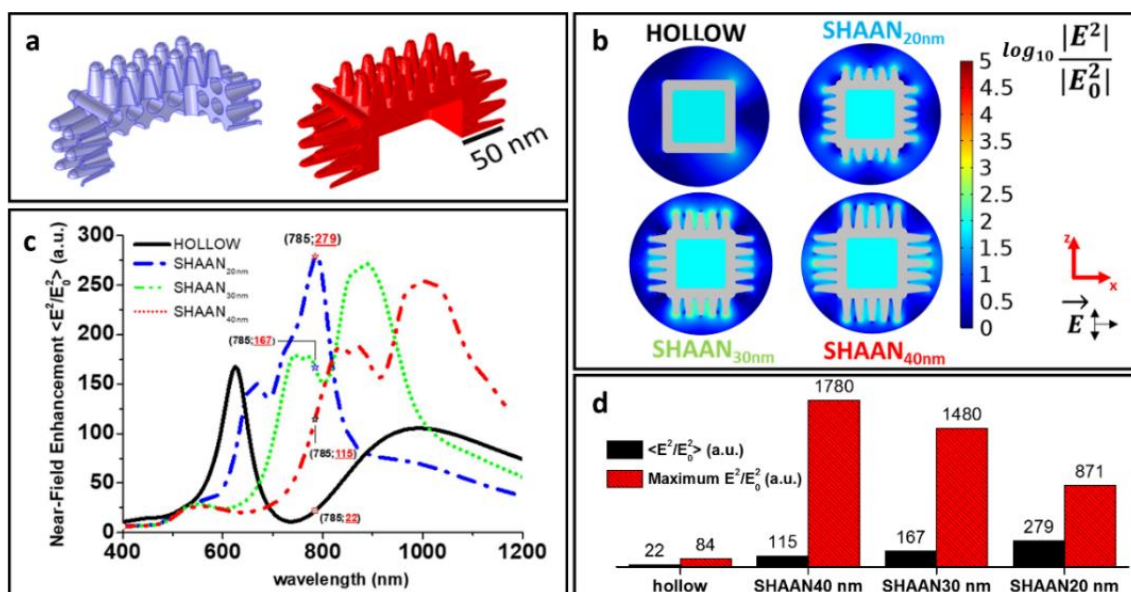 a
50 nm
b
HOLLOW
SHAAN20nm
SHAAN30nm
SHAAN40nm
5
4.5
4
3.5
3
2.5
2
1.5
1
0.5
0
log10 |E²| / |E0²|
z
x
E
c
Near-Field Enhancement <E²/E0²> (a.u.)
300
250
200
150
100
50
0
HOLLOW
SHAAN20nm
SHAAN30nm
SHAAN40nm
(785;279)
(785;167)
(785;115)
(785;22)
400
600
800
1000
1200
wavelength (nm)
d
<E²/E0²> (a.u.)
Maximum E²/E0² (a.u.)
22
84
115
1780
167
1480
279
871
hollow
SHAAN40 nm
SHAAN30 nm
SHAAN20 nm